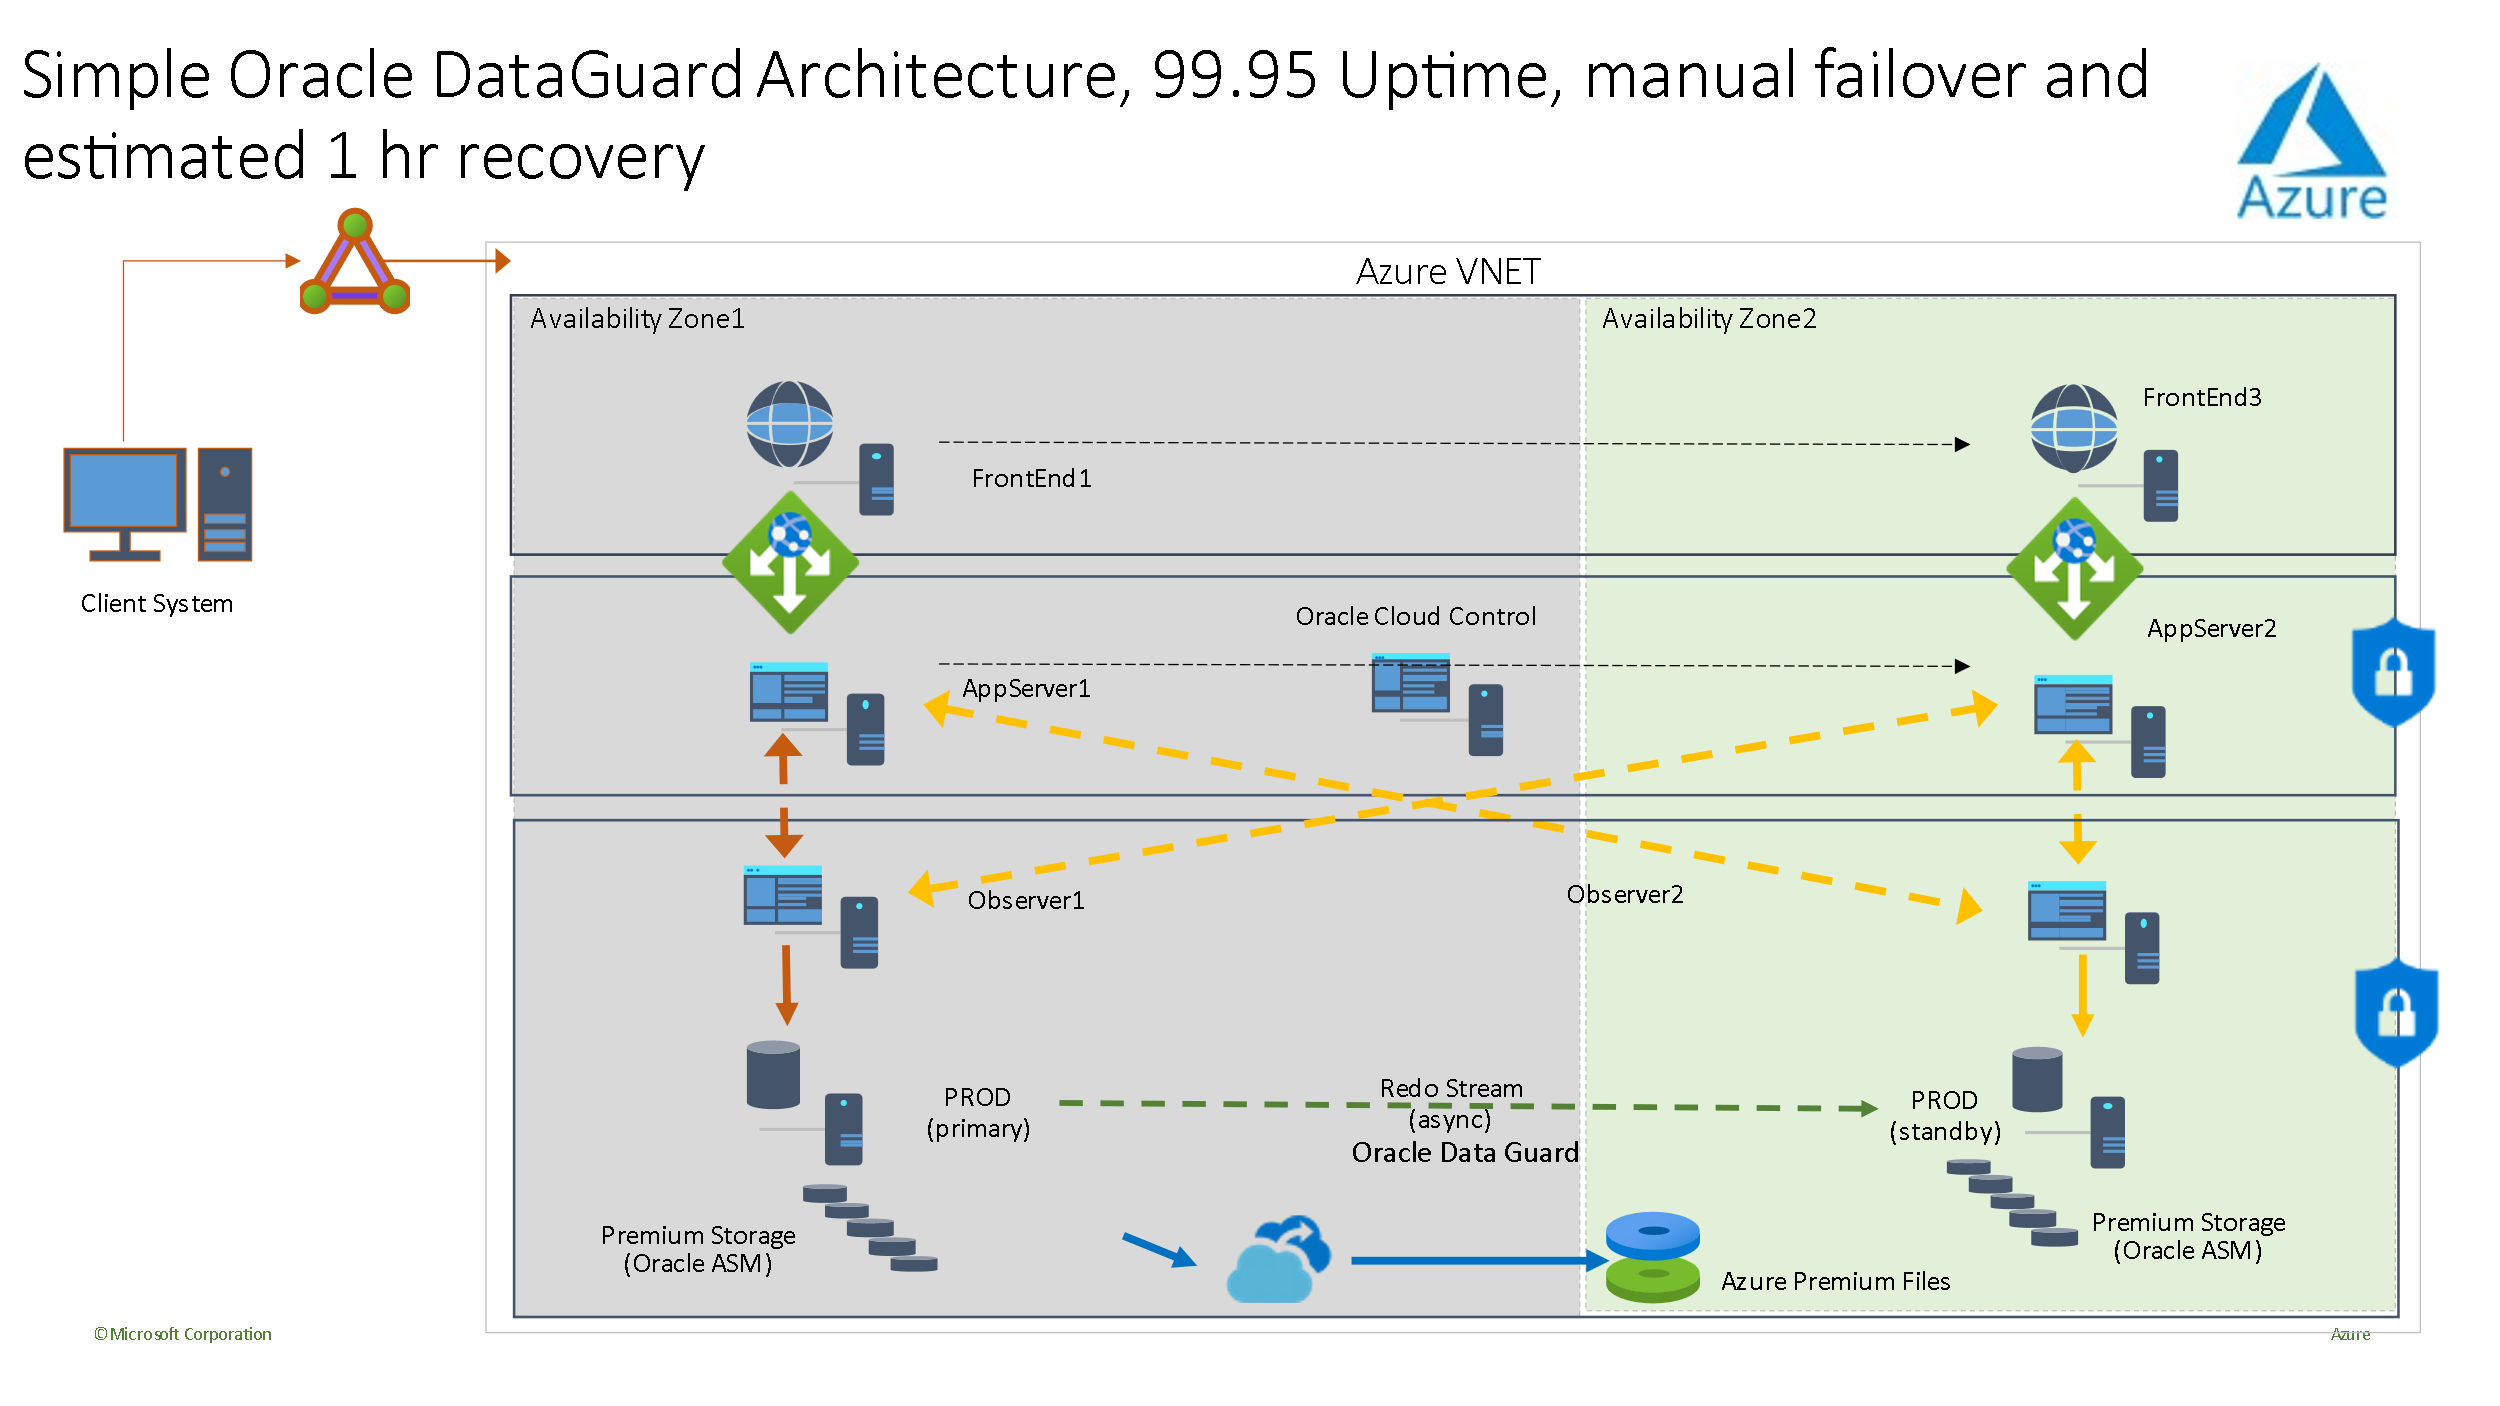 Simple Oracle DataGuard Architecture, 99.95 Uptime, manual failover and
estimated 1 hr recovery
Azure
Azure VNET
Availability Zone1
Availability Zone2
FrontEnd3
FrontEnd1
Client System
Oracle Cloud Control
AppServer2
AppServer1
Observer1
Observer2
PROD
(primary)
Redo Stream
(async)
Oracle Data Guard
PROD
(standby)
Premium Storage
(Oracle ASM)
Premium Storage
(Oracle ASM)
Azure Premium Files
©Microsoft Corporation
Azure